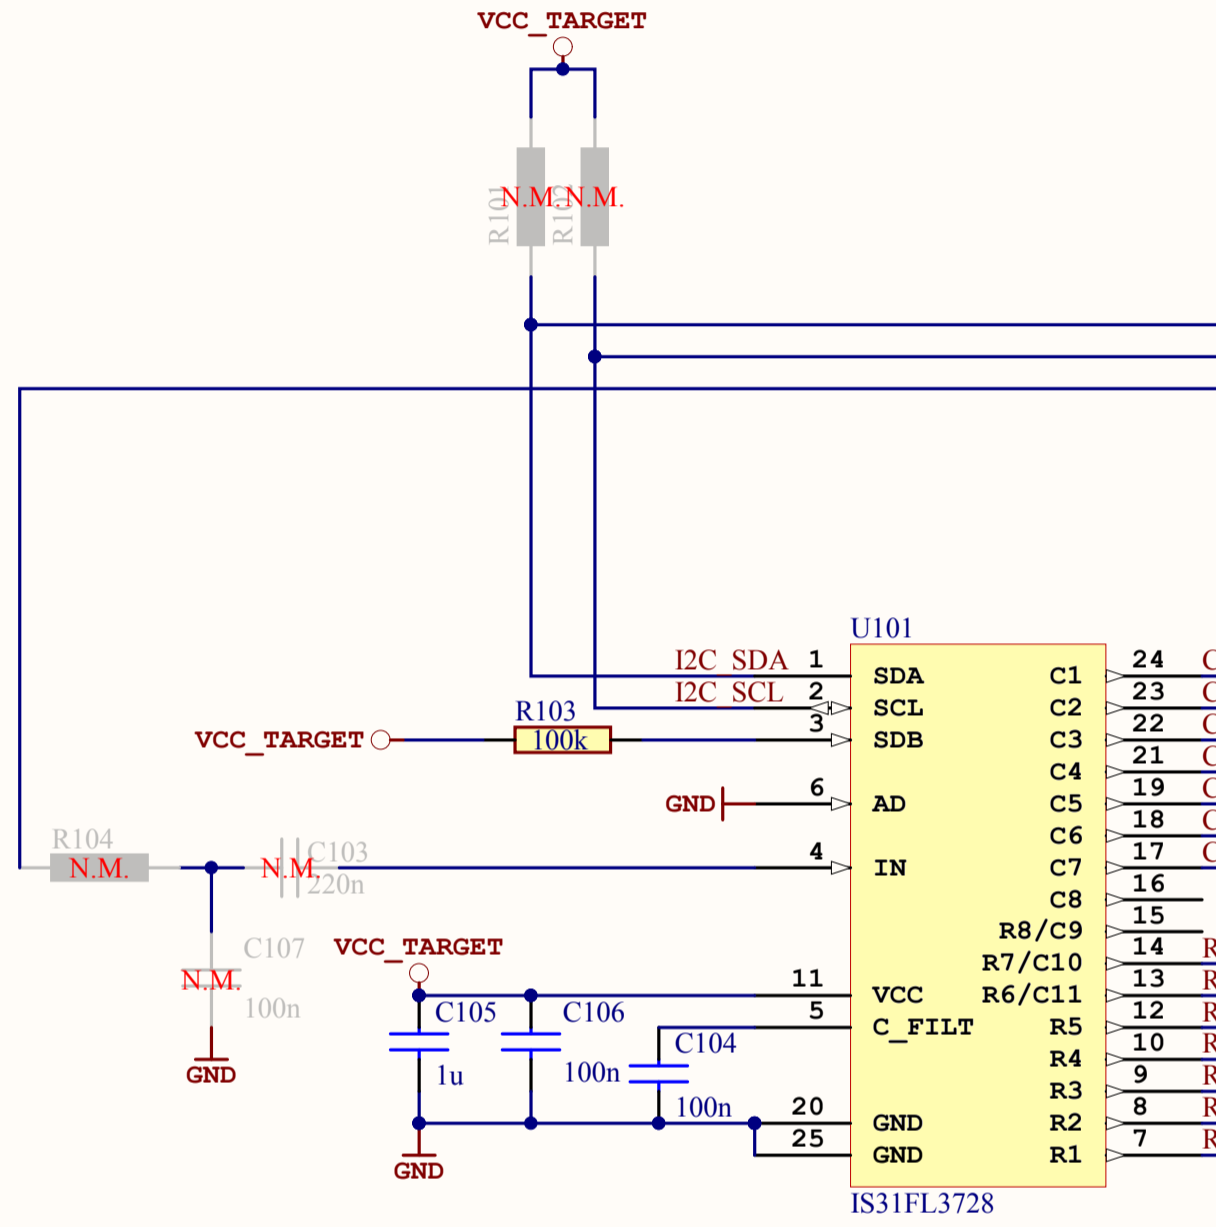 VCC_TARGET
R101
N.M.
R102
N.M.
U101
I2C_SDA 1 SDA C1 24 C
I2C_SCL 2 SCL C2 23 C
R103
VCC_TARGET 100k 3 SDB C3 22 C
C4 21 C
GND 6 AD C5 19 C
C6 18 C
R104 N.M. N.M. C103 220n 4 IN C7 17 C
C8 16
R8/C9 15
C107 N.M. 100n
GND
VCC_TARGET
R7/C10 14 R
11 VCC R6/C11 13 R
C105 C106 5 C_FILT R5 12 R
C104 R4 10 R
1u 100n R3 9 R
100n 20 GND R2 8 R
25 GND R1 7 R
GND
IS31FL3728